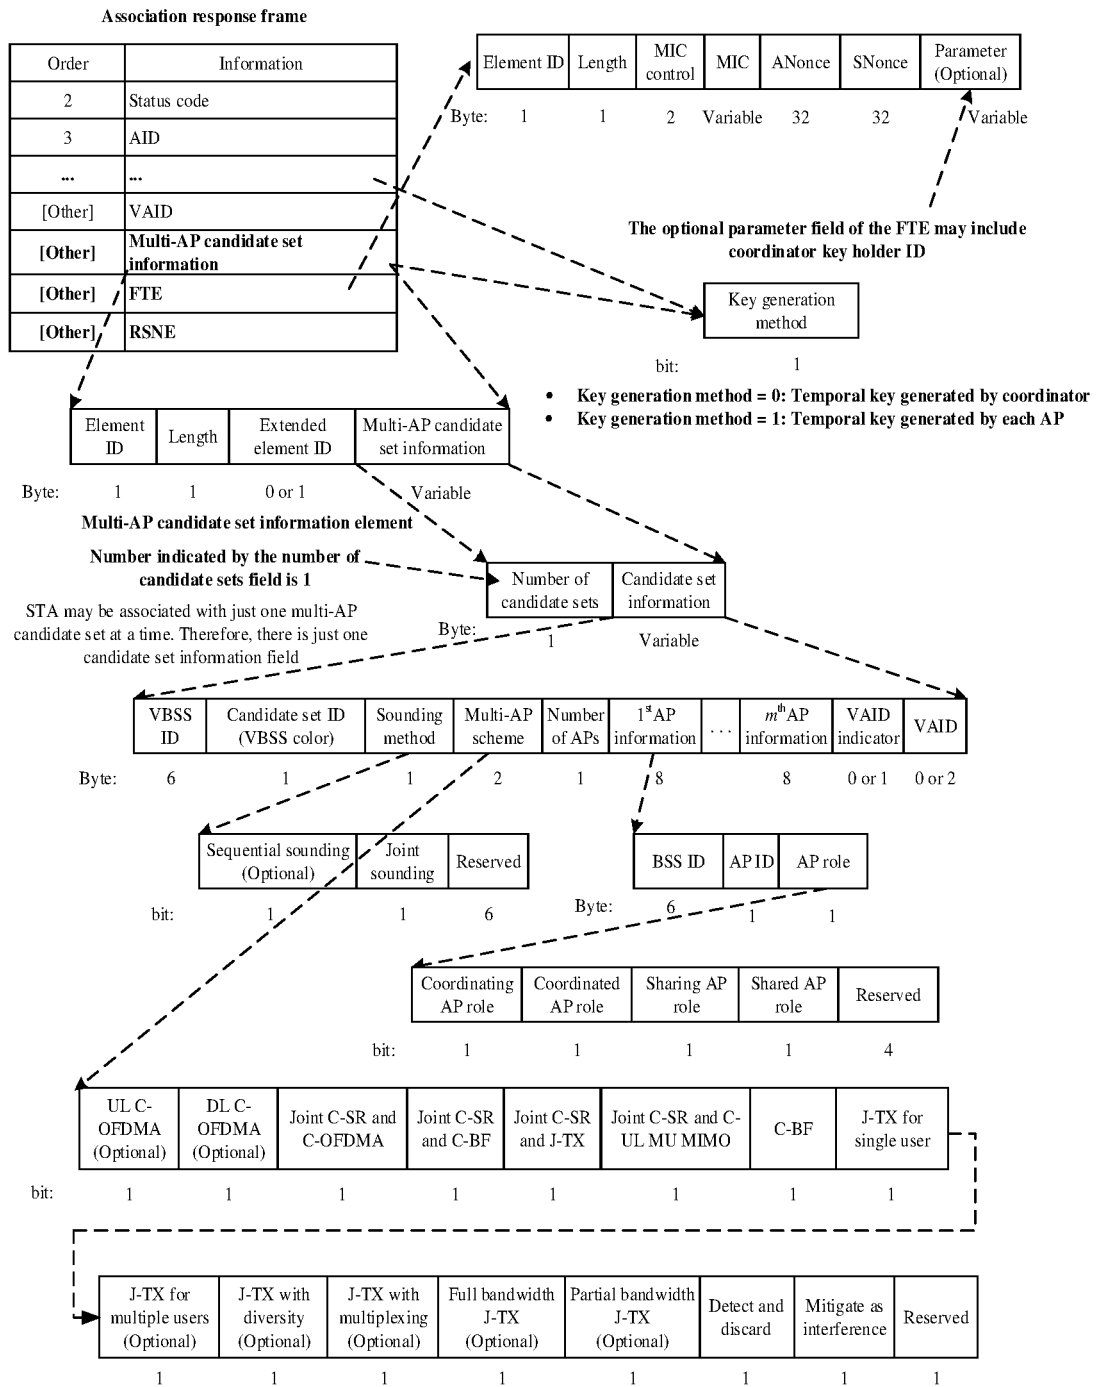 Association response frame
Order Information
2 Status code
3 AID
... ...
[Other] VAID
[Other] Multi-AP candidate set
information
[Other] FTE
[Other] RSNE
Element ID Length MIC
control MIC ANonce SNonce Parameter
(Optional)
Byte: 1 1 2 Variable 32 32 Variable
The optional parameter field of the FTE may include
coordinator key holder ID
Key generation
method
bit: 1
• Key generation method = 0: Temporal key generated by coordinator
• Key generation method = 1: Temporal key generated by each AP
Element
ID Length Extended
element ID Multi-AP candidate
set information
Byte: 1 1 0 or 1 Variable
Multi-AP candidate set information element
Number indicated by the number of
candidate sets field is 1
STA may be associated with just one multi-AP
candidate set at a time. Therefore, there is just one
candidate set information field
Number of
candidate sets Candidate set
information
Byte: 1 Variable
VBSS
ID Candidate set ID
(VBSS color) Sounding
method Multi-AP
scheme Number
of APs 1st AP
information ... mth AP
information VAID
indicator VAID
Byte: 6 1 1 2 1 8 8 0 or 1 0 or 2
Sequential sounding
(Optional) Joint
sounding Reserved
bit: 1 1 6
BSS ID AP ID AP role
Byte: 6 1 1
Coordinating
AP role Coordinated
AP role Sharing AP
role Shared AP
role Reserved
bit: 1 1 1 1 4
UL C-
OFDMA
(Optional) DL C-
OFDMA
(Optional) Joint C-SR and
C-OFDMA Joint C-SR
and C-BF Joint C-SR
and J-TX Joint C-SR and C-
UL MU MIMO C-BF J-TX for
single user
bit: 1 1 1 1 1 1 1 1
J-TX for
multiple users
(Optional) J-TX with
diversity
(Optional) J-TX with
multiplexing
(Optional) Full bandwidth
J-TX
(Optional) Partial bandwidth
J-TX
(Optional) Detect and
discard Mitigate as
interference Reserved
1 1 1 1 1 1 1 1